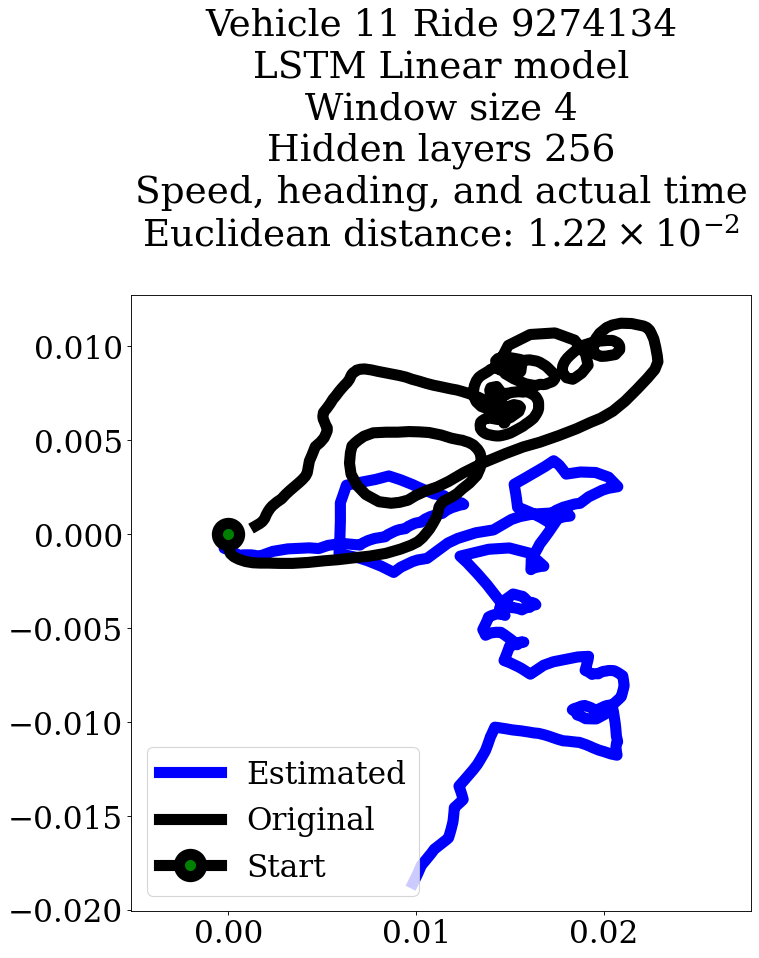 Vehicle 11 Ride 9274134
LSTM Linear model
Window size 4
Hidden layers 256
Speed, heading, and actual time
Euclidean distance: 1.22 × 10⁻²
0.010
0.005
0.000
−0.005
−0.010
−0.015
−0.020
Estimated
Original
Start
0.00
0.01
0.02